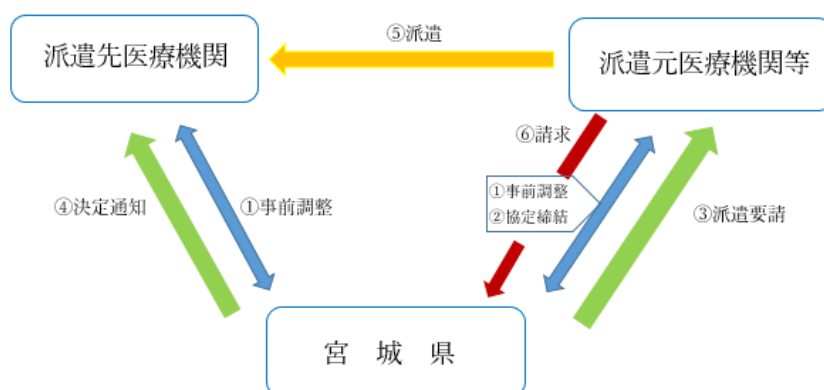 ⑤派遣
派遣先医療機関
派遣元医療機関等
⑥請求
①事前調整
②協定締結
④決定通知
①事前調整
③派遣要請
宮 城 県